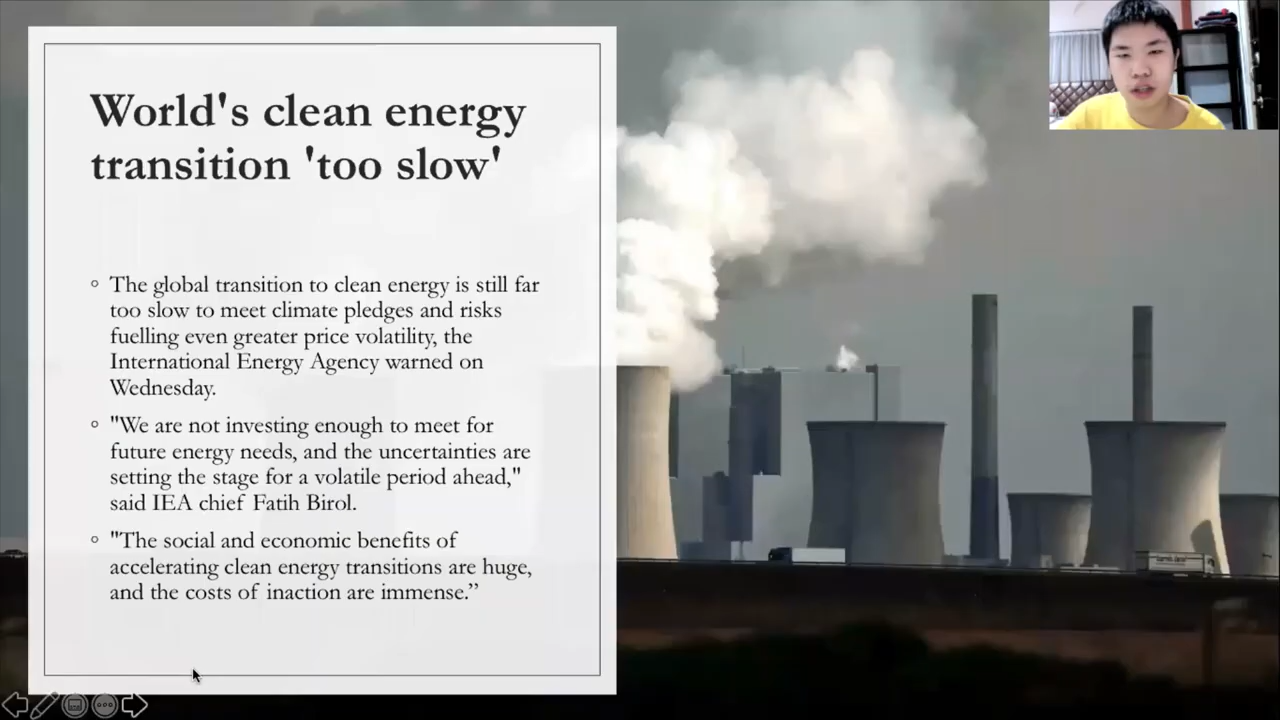 World's clean energy
transition 'too slow'
The global transition to clean energy is still far
too slow to meet climate pledges and risks
fuelling even greater price volatility, the
International Energy Agency warned on
Wednesday.
"We are not investing enough to meet for
future energy needs, and the uncertainties are
setting the stage for a volatile period ahead,"
said IEA chief Fatih Birol.
"The social and economic benefits of
accelerating clean energy transitions are huge,
and the costs of inaction are immense.”